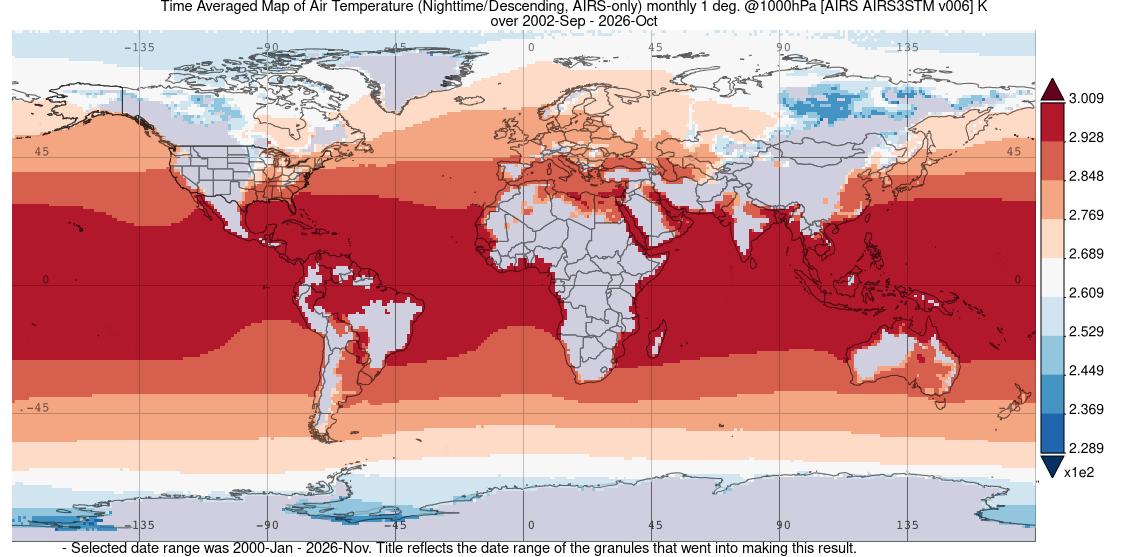 Time Averaged Map of Air Temperature (Nighttime/Descending, AIRS-only) monthly 1 deg. @1000hPa [AIRS AIRS3STM v006] K
over 2002-Sep - 2026-Oct
-135 -90 -45 0 45 90 135
3.009
2.928
45 45
2.848
2.769
2.689
0 0
2.609
2.529
2.449
2.369
-45
2.289
x1e2
-135 -90 -45 0 45 90 135
- Selected date range was 2000-Jan - 2026-Nov. Title reflects the date range of the granules that went into making this result.